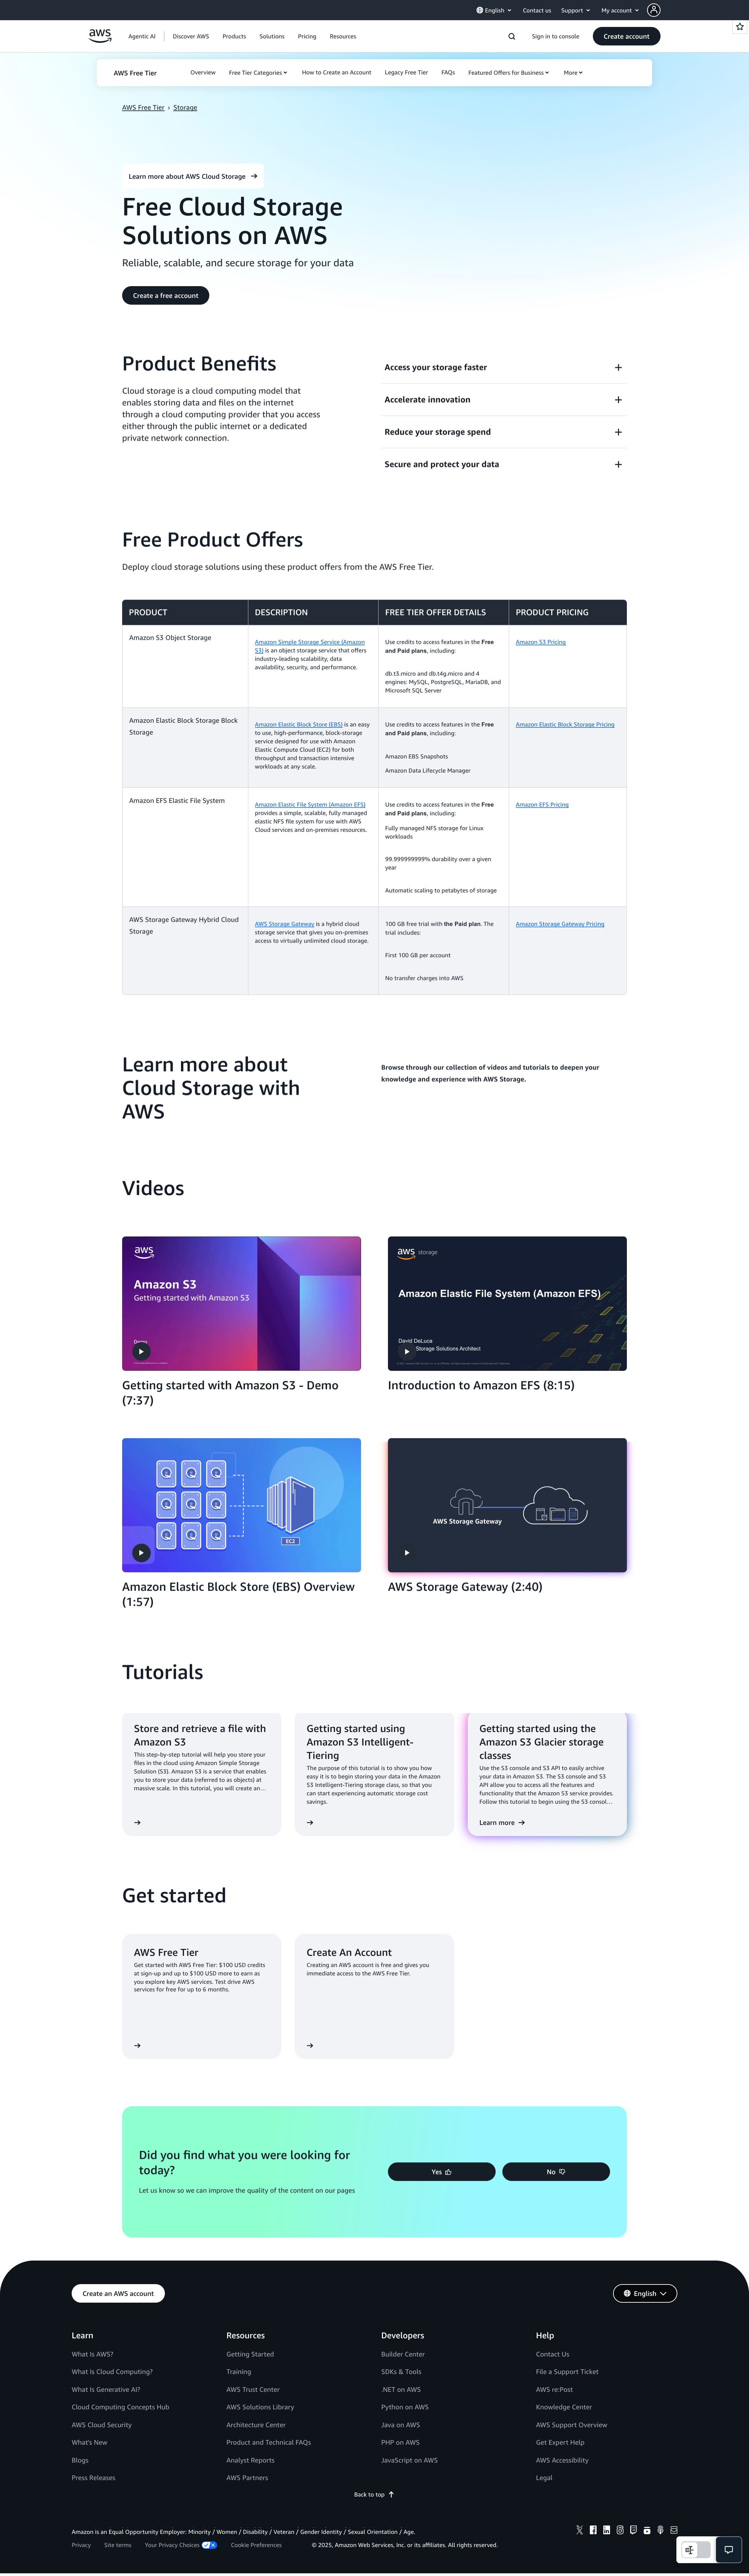 English
Contact us
Support
My account
aws
Agentic AI
Discover AWS
Products
Solutions
Pricing
Resources
Sign in to console
Create account
AWS Free Tier
Overview
Free Tier Categories
How to Create an Account
Legacy Free Tier
FAQs
Featured Offers for Business
More
AWS Free Tier › Storage
Learn more about AWS Cloud Storage
Free Cloud Storage
Solutions on AWS
Reliable, scalable, and secure storage for your data
Create a free account
Product Benefits
Cloud storage is a cloud computing model that
enables storing data and files on the internet
through a cloud computing provider that you access
either through the public internet or a dedicated
private network connection.
Access your storage faster
Accelerate innovation
Reduce your storage spend
Secure and protect your data
Free Product Offers
Deploy cloud storage solutions using these product offers from the AWS Free Tier.
PRODUCT
DESCRIPTION
FREE TIER OFFER DETAILS
PRODUCT PRICING
Amazon S3 Object Storage
Amazon Simple Storage Service (Amazon
S3) is an object storage service that offers
industry-leading scalability, data
availability, security, and performance.
Use credits to access features in the Free
and Paid plans, including:
db.t3.micro and db.t4g.micro and 4
engines: MySQL, PostgreSQL, MariaDB, and
Microsoft SQL Server
Amazon S3 Pricing
Amazon Elastic Block Storage Block
Storage
Amazon Elastic Block Store (EBS) is an easy
to use, high-performance, block-storage
service designed for use with Amazon
Elastic Compute Cloud (EC2) for both
throughput and transaction intensive
workloads at any scale.
Use credits to access features in the Free
and Paid plans, including:
Amazon EBS Snapshots
Amazon Data Lifecycle Manager
Amazon Elastic Block Storage Pricing
Amazon EFS Elastic File System
Amazon Elastic File System (Amazon EFS)
provides a simple, scalable, fully managed
elastic NFS file system for use with AWS
Cloud services and on-premises resources.
Use credits to access features in the Free
and Paid plans, including:
Fully managed NFS storage for Linux
workloads
99.999999999% durability over a given
year
Automatic scaling to petabytes of storage
Amazon EFS Pricing
AWS Storage Gateway Hybrid Cloud
Storage
AWS Storage Gateway is a hybrid cloud
storage service that gives you on-premises
access to virtually unlimited cloud storage.
100 GB free trial with the Paid plan. The
trial includes:
First 100 GB per account
No transfer charges into AWS
Amazon Storage Gateway Pricing
Learn more about
Cloud Storage with
AWS
Browse through our collection of videos and tutorials to deepen your
knowledge and experience with AWS Storage.
Videos
aws
Amazon S3
Getting started with Amazon S3
Getting started with Amazon S3 - Demo
(7:37)
aws storage
Amazon Elastic File System (Amazon EFS)
David DeLuca
Storage Solutions Architect
Introduction to Amazon EFS (8:15)
EC2
Amazon Elastic Block Store (EBS) Overview
(1:57)
AWS Storage Gateway
AWS Storage Gateway (2:40)
Tutorials
Store and retrieve a file with
Amazon S3
This step-by-step tutorial will help you store your
files in the cloud using Amazon Simple Storage
Solution (S3). Amazon S3 is a service that enables
you to store your data (referred to as objects) at
massive scale. In this tutorial, you will create an...
Getting started using
Amazon S3 Intelligent-
Tiering
The purpose of this tutorial is to show you how
easy it is to begin storing your data in the Amazon
S3 Intelligent-Tiering storage class, so that you
can start experiencing automatic storage cost
savings.
Getting started using the
Amazon S3 Glacier storage
classes
Use the S3 console and S3 API to easily archive
your data in Amazon S3. The S3 console and S3
API allow you to access all the features and
functionality that the Amazon S3 service provides.
Follow this tutorial to begin using the S3 consol...
Learn more
Get started
AWS Free Tier
Get started with AWS Free Tier: $100 USD credits
at sign-up and up to $100 USD more to earn as
you explore key AWS services. Test drive AWS
services for free for up to 6 months.
Create An Account
Creating an AWS account is free and gives you
immediate access to the AWS Free Tier.
Did you find what you were looking for
today?
Let us know so we can improve the quality of the content on our pages
Yes
No
Create an AWS account
English
Learn
What Is AWS?
What Is Cloud Computing?
What Is Generative AI?
Cloud Computing Concepts Hub
AWS Cloud Security
What's New
Blogs
Press Releases
Resources
Getting Started
Training
AWS Trust Center
AWS Solutions Library
Architecture Center
Product and Technical FAQs
Analyst Reports
AWS Partners
Developers
Builder Center
SDKs & Tools
.NET on AWS
Python on AWS
Java on AWS
PHP on AWS
JavaScript on AWS
Help
Contact Us
File a Support Ticket
AWS re:Post
Knowledge Center
AWS Support Overview
Get Expert Help
AWS Accessibility
Legal
Back to top
Amazon is an Equal Opportunity Employer: Minority / Women / Disability / Veteran / Gender Identity / Sexual Orientation / Age.
Privacy
Site terms
Your Privacy Choices
Cookie Preferences
© 2025, Amazon Web Services, Inc. or its affiliates. All rights reserved.